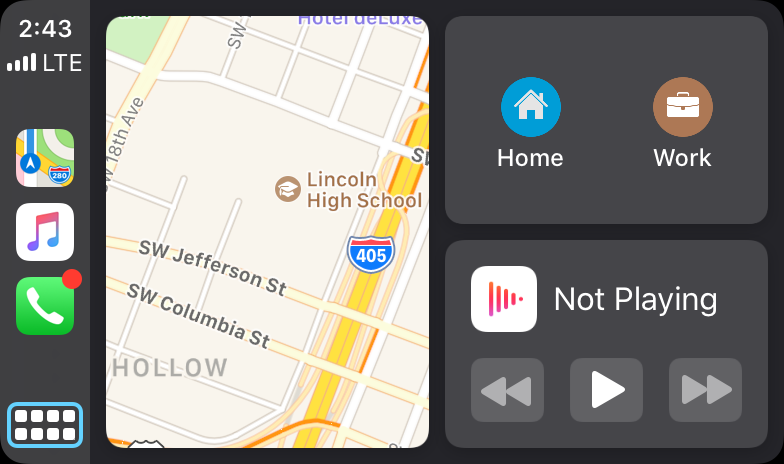 2:43
LTE
280
Hotel deLuxe
SW
SW 18th Ave
Lincoln
High School
405
SW Jefferson St
SW Columbia St
HOLLOW
Home
Work
Not Playing